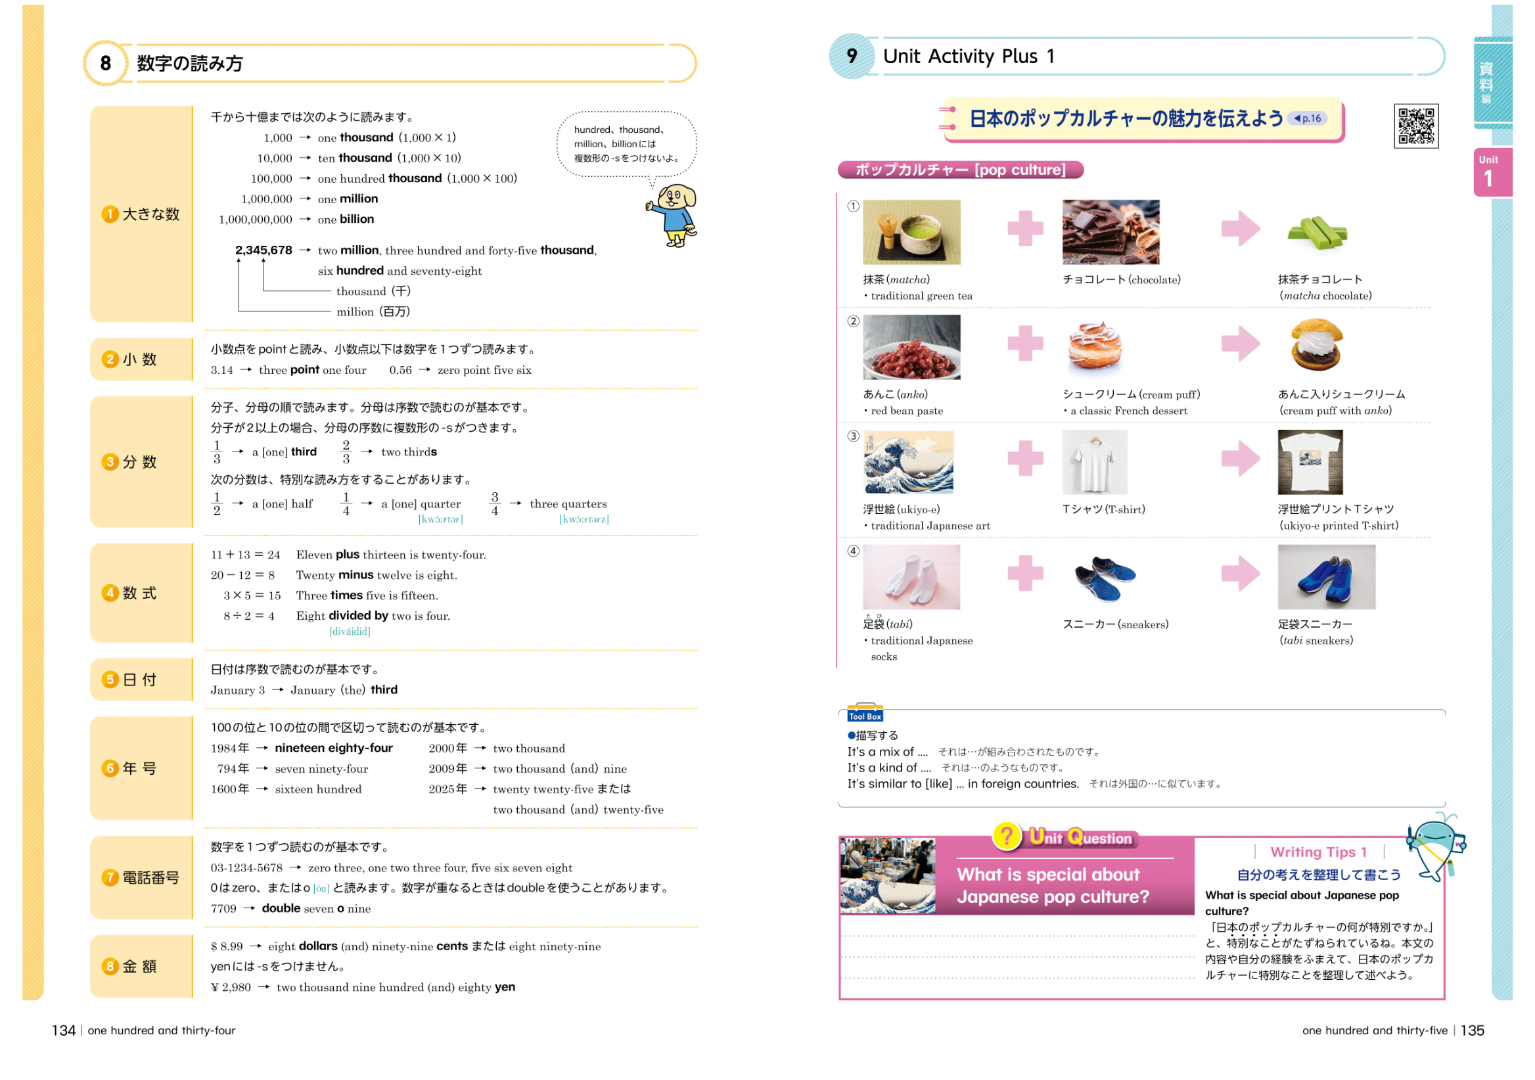 8 数字の読み方
1 大きな数
千から十億までは次のように読みます。
1,000 → one thousand (1,000×1)
10,000 → ten thousand (1,000×10)
100,000 → one hundred thousand (1,000×100)
1,000,000 → one million
1,000,000,000 → one billion
hundred、thousand、
million、billionには
複数形の-sをつけないよ。
2,345,678 → two million, three hundred and forty-five thousand,
six hundred and seventy-eight
thousand (千)
million (百万)
2 小 数
小数点をpointと読み、小数点以下は数字を1つずつ読みます。
3.14 → three point one four 0.56 → zero point five six
3 分 数
分子、分母の順で読みます。分母は序数で読むのが基本です。
分子が2以上の場合、分母の序数に複数形の-sがつきます。
1/3 → a [one] third 2/3 → two thirds
次の分数は、特別な読み方をすることがあります。
1/2 → a [one] half 1/4 → a [one] quarter 3/4 → three quarters
[kwɔ́ːrtər] [kwɔ́ːrtərz]
4 数 式
11+13=24 Eleven plus thirteen is twenty-four.
20−12=8 Twenty minus twelve is eight.
3×5=15 Three times five is fifteen.
8÷2=4 Eight divided by two is four.
[diváidid]
5 日 付
日付は序数で読むのが基本です。
January 3 → January (the) third
6 年 号
100の位と10の位の間で区切って読むのが基本です。
1984年 → nineteen eighty-four 2000年 → two thousand
794年 → seven ninety-four 2009年 → two thousand (and) nine
1600年 → sixteen hundred 2025年 → twenty twenty-five または
two thousand (and) twenty-five
7 電話番号
数字を1つずつ読むのが基本です。
03-1234-5678 → zero three, one two three four, five six seven eight
0はzero、またはo [óu] と読みます。数字が重なるときはdoubleを使うことがあります。
7709 → double seven o nine
8 金 額
$ 8.99 → eight dollars (and) ninety-nine cents または eight ninety-nine
yenには-sをつけません。
¥ 2,980 → two thousand nine hundred (and) eighty yen
134 one hundred and thirty-four
9 Unit Activity Plus 1
日本のポップカルチャーの魅力を伝えよう ◀p.16
資料編
Unit
1
ポップカルチャー [pop culture]
①
抹茶 (matcha) チョコレート (chocolate) 抹茶チョコレート
・traditional green tea (matcha chocolate)
②
あんこ (anko) シュークリーム (cream puff) あんこ入りシュークリーム
・red bean paste ・a classic French dessert (cream puff with anko)
③
浮世絵 (ukiyo-e) Tシャツ (T-shirt) 浮世絵プリントTシャツ
・traditional Japanese art (ukiyo-e printed T-shirt)
④
たび
足袋 (tabi) スニーカー (sneakers) 足袋スニーカー
・traditional Japanese (tabi sneakers)
socks
Tool Box
●描写する
It's a mix of .... それは…が組み合わされたものです。
It's a kind of .... それは…のようなものです。
It's similar to [like] ... in foreign countries. それは外国の…に似ています。
? Unit Question
What is special about
Japanese pop culture?
Writing Tips 1
自分の考えを整理して書こう
What is special about Japanese pop
culture?
「日本のポップカルチャーの何が特別ですか。」
と、特別なことがたずねられているね。本文の
内容や自分の経験をふまえて、日本のポップカ
ルチャーに特別なことを整理して述べよう。
one hundred and thirty-five 135